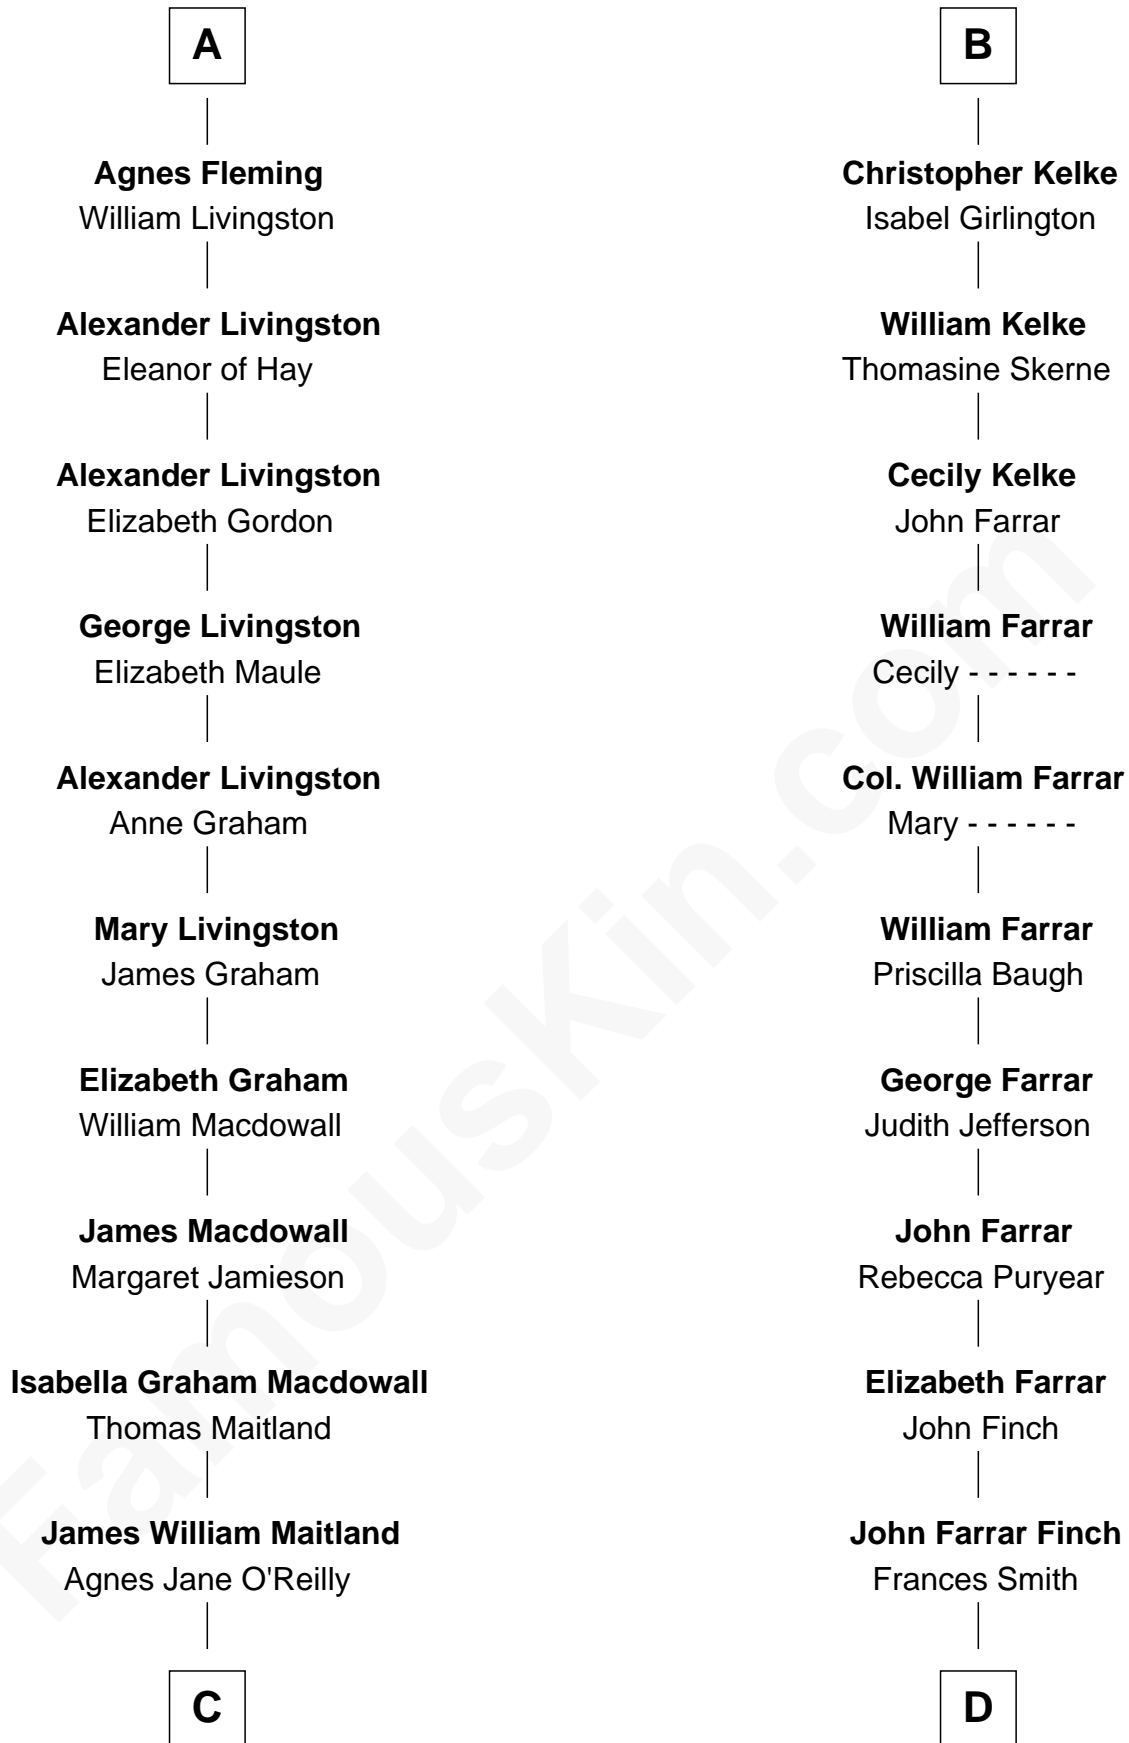 A
Agnes Fleming
William Livingston
Alexander Livingston
Eleanor of Hay
Alexander Livingston
Elizabeth Gordon
George Livingston
Elizabeth Maule
Alexander Livingston
Anne Graham
Mary Livingston
James Graham
Elizabeth Graham
William Macdowall
James Macdowall
Margaret Jamieson
Isabella Graham Macdowall
Thomas Maitland
James William Maitland
Agnes Jane O'Reilly
C
B
Christopher Kelke
Isabel Girlington
William Kelke
Thomasine Skerne
Cecily Kelke
John Farrar
William Farrar
Cecily - - - - - -
Col. William Farrar
Mary - - - - - -
William Farrar
Priscilla Baugh
George Farrar
Judith Jefferson
John Farrar
Rebecca Puryear
Elizabeth Farrar
John Finch
John Farrar Finch
Frances Smith
D
FamousKin.com